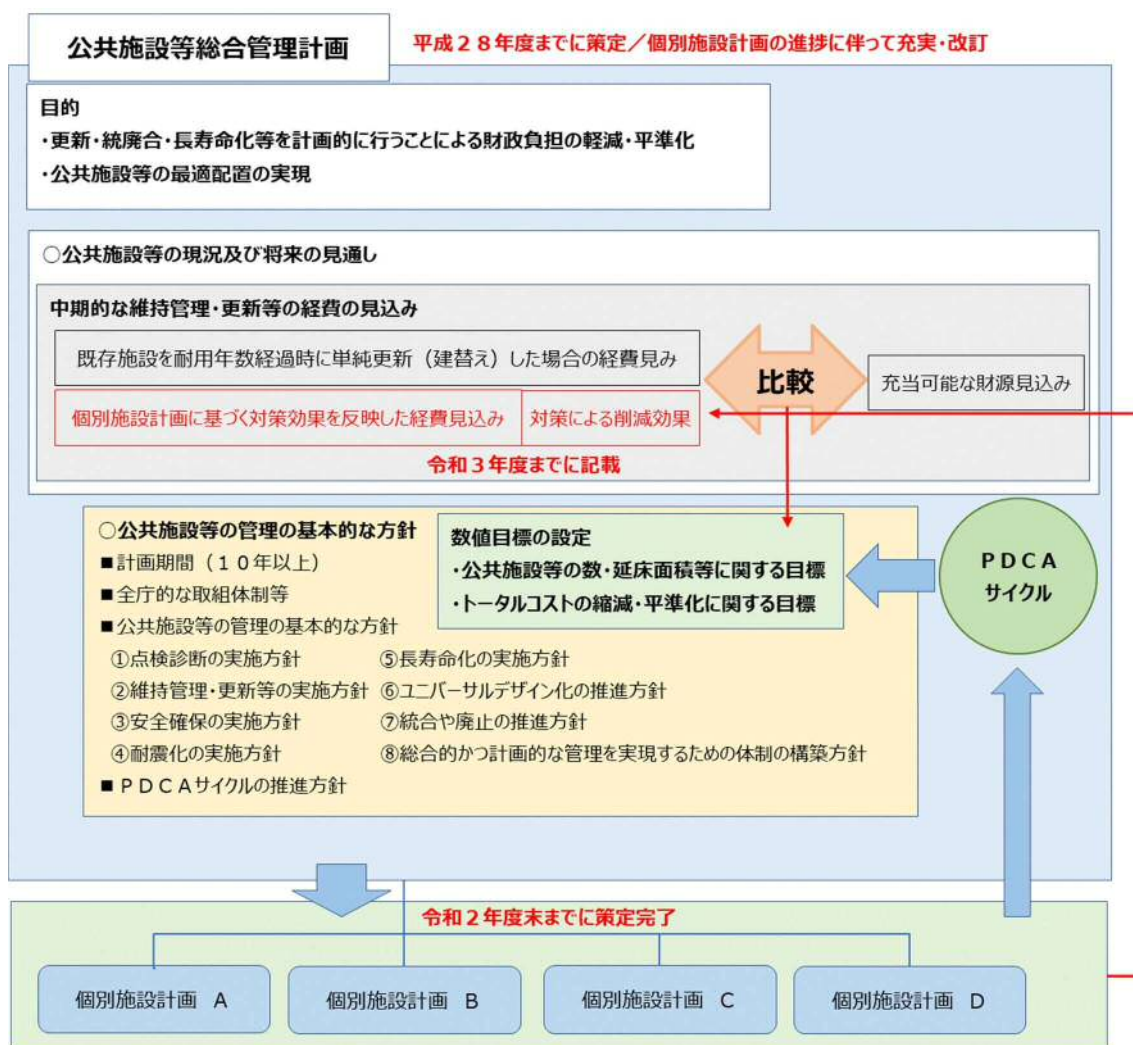 公共施設等総合管理計画
平成２８年度までに策定／個別施設計画の進捗に伴って充実・改訂
目的
・更新・統廃合・長寿命化等を計画的に行うことによる財政負担の軽減・平準化
・公共施設等の最適配置の実現
○公共施設等の現況及び将来の見通し
中期的な維持管理・更新等の経費の見込み
既存施設を耐用年数経過時に単純更新（建替え）した場合の経費見み
個別施設計画に基づく対策効果を反映した経費見込み
対策による削減効果
令和３年度までに記載
比較
充当可能な財源見込み
○公共施設等の管理の基本的な方針
■計画期間（１０年以上）
■全庁的な取組体制等
■公共施設等の管理の基本的な方針
①点検診断の実施方針
②維持管理・更新等の実施方針
③安全確保の実施方針
④耐震化の実施方針
⑤長寿命化の実施方針
⑥ユニバーサルデザイン化の推進方針
⑦統合や廃止の推進方針
⑧総合的かつ計画的な管理を実現するための体制の構築方針
■ＰＤＣＡサイクルの推進方針
数値目標の設定
・公共施設等の数・延床面積等に関する目標
・トータルコストの縮減・平準化に関する目標
ＰＤＣＡ
サイクル
令和２年度末までに策定完了
個別施設計画　A
個別施設計画　B
個別施設計画　C
個別施設計画　D